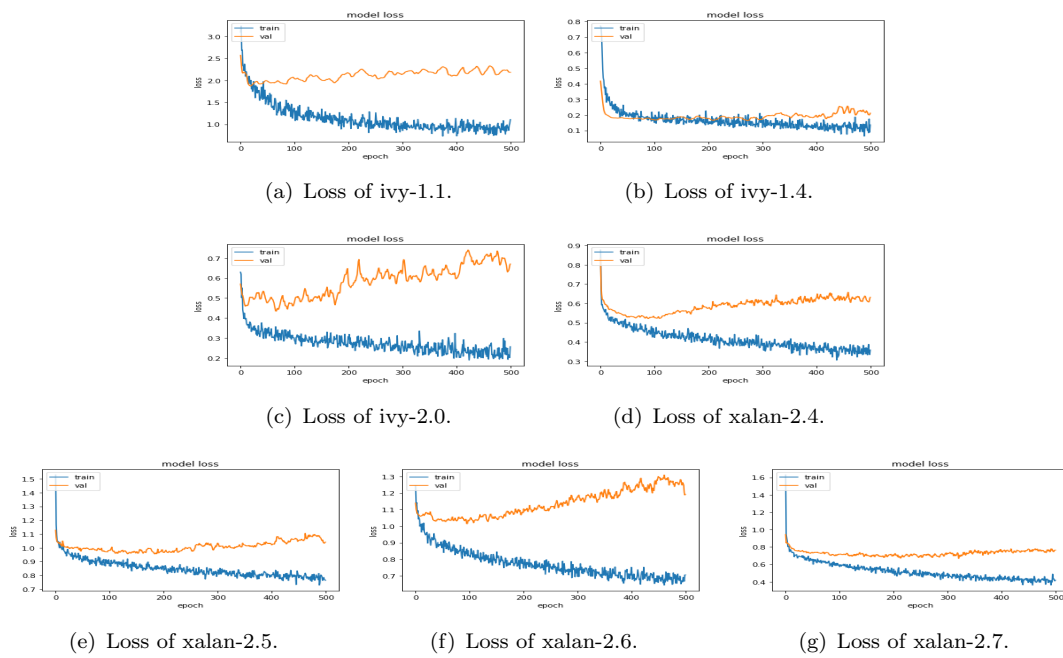 model loss
train
val
loss
3.0
2.5
2.0
1.5
1.0
0 100 200 300 400 500
epoch
(a) Loss of ivy-1.1.
model loss
train
val
loss
0.8
0.7
0.6
0.5
0.4
0.3
0.2
0.1
0 100 200 300 400 500
epoch
(b) Loss of ivy-1.4.
model loss
train
val
loss
0.7
0.6
0.5
0.4
0.3
0.2
0 100 200 300 400 500
epoch
(c) Loss of ivy-2.0.
model loss
train
val
loss
0.9
0.8
0.7
0.6
0.5
0.4
0.3
0 100 200 300 400 500
epoch
(d) Loss of xalan-2.4.
model loss
train
val
loss
1.5
1.4
1.3
1.2
1.1
1.0
0.9
0.8
0.7
0 100 200 300 400 500
epoch
(e) Loss of xalan-2.5.
model loss
train
val
loss
1.3
1.2
1.1
1.0
0.9
0.8
0.7
0 100 200 300 400 500
epoch
(f) Loss of xalan-2.6.
model loss
train
val
loss
1.6
1.4
1.2
1.0
0.8
0.6
0.4
0 100 200 300 400 500
epoch
(g) Loss of xalan-2.7.